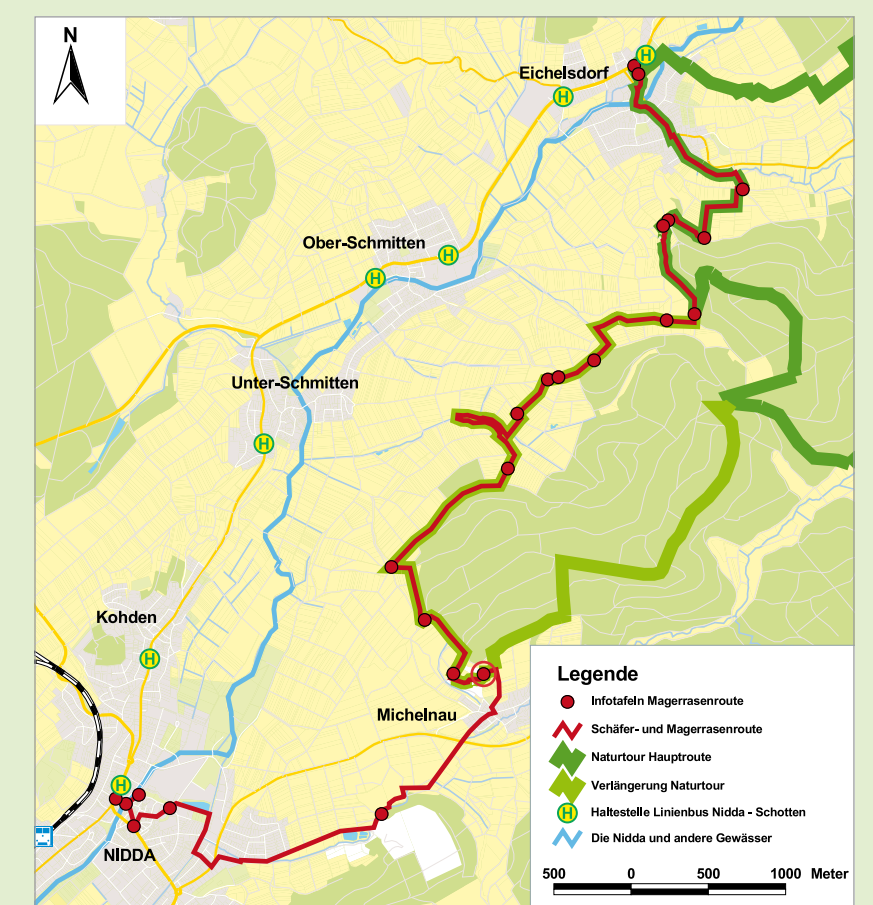 N
Eichelsdorf
H
H
Ober-Schmitten
H
H
Unter-Schmitten
H
Kohden
H
Michelnau
H
NIDDA
Legende
Infotafeln Magerrasenroute
Schäfer- und Magerrasenroute
Naturtour Hauptroute
Verlängerung Naturtour
H Haltestelle Linienbus Nidda - Schotten
Die Nidda und andere Gewässer
500 0 500 1000 Meter